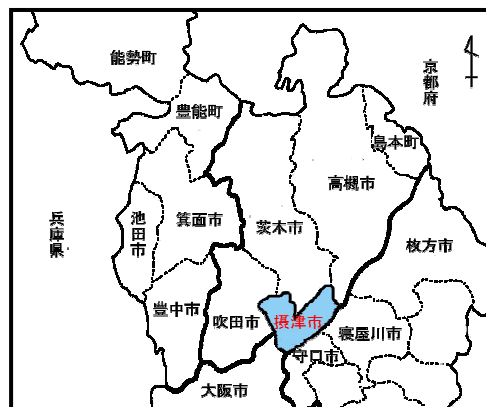 能勢町
京都府
豊能町
島本町
高槻市
兵庫県
池田市
箕面市
茨木市
枚方市
豊中市
吹田市
摂津市
寝屋川市
守口市
大阪市